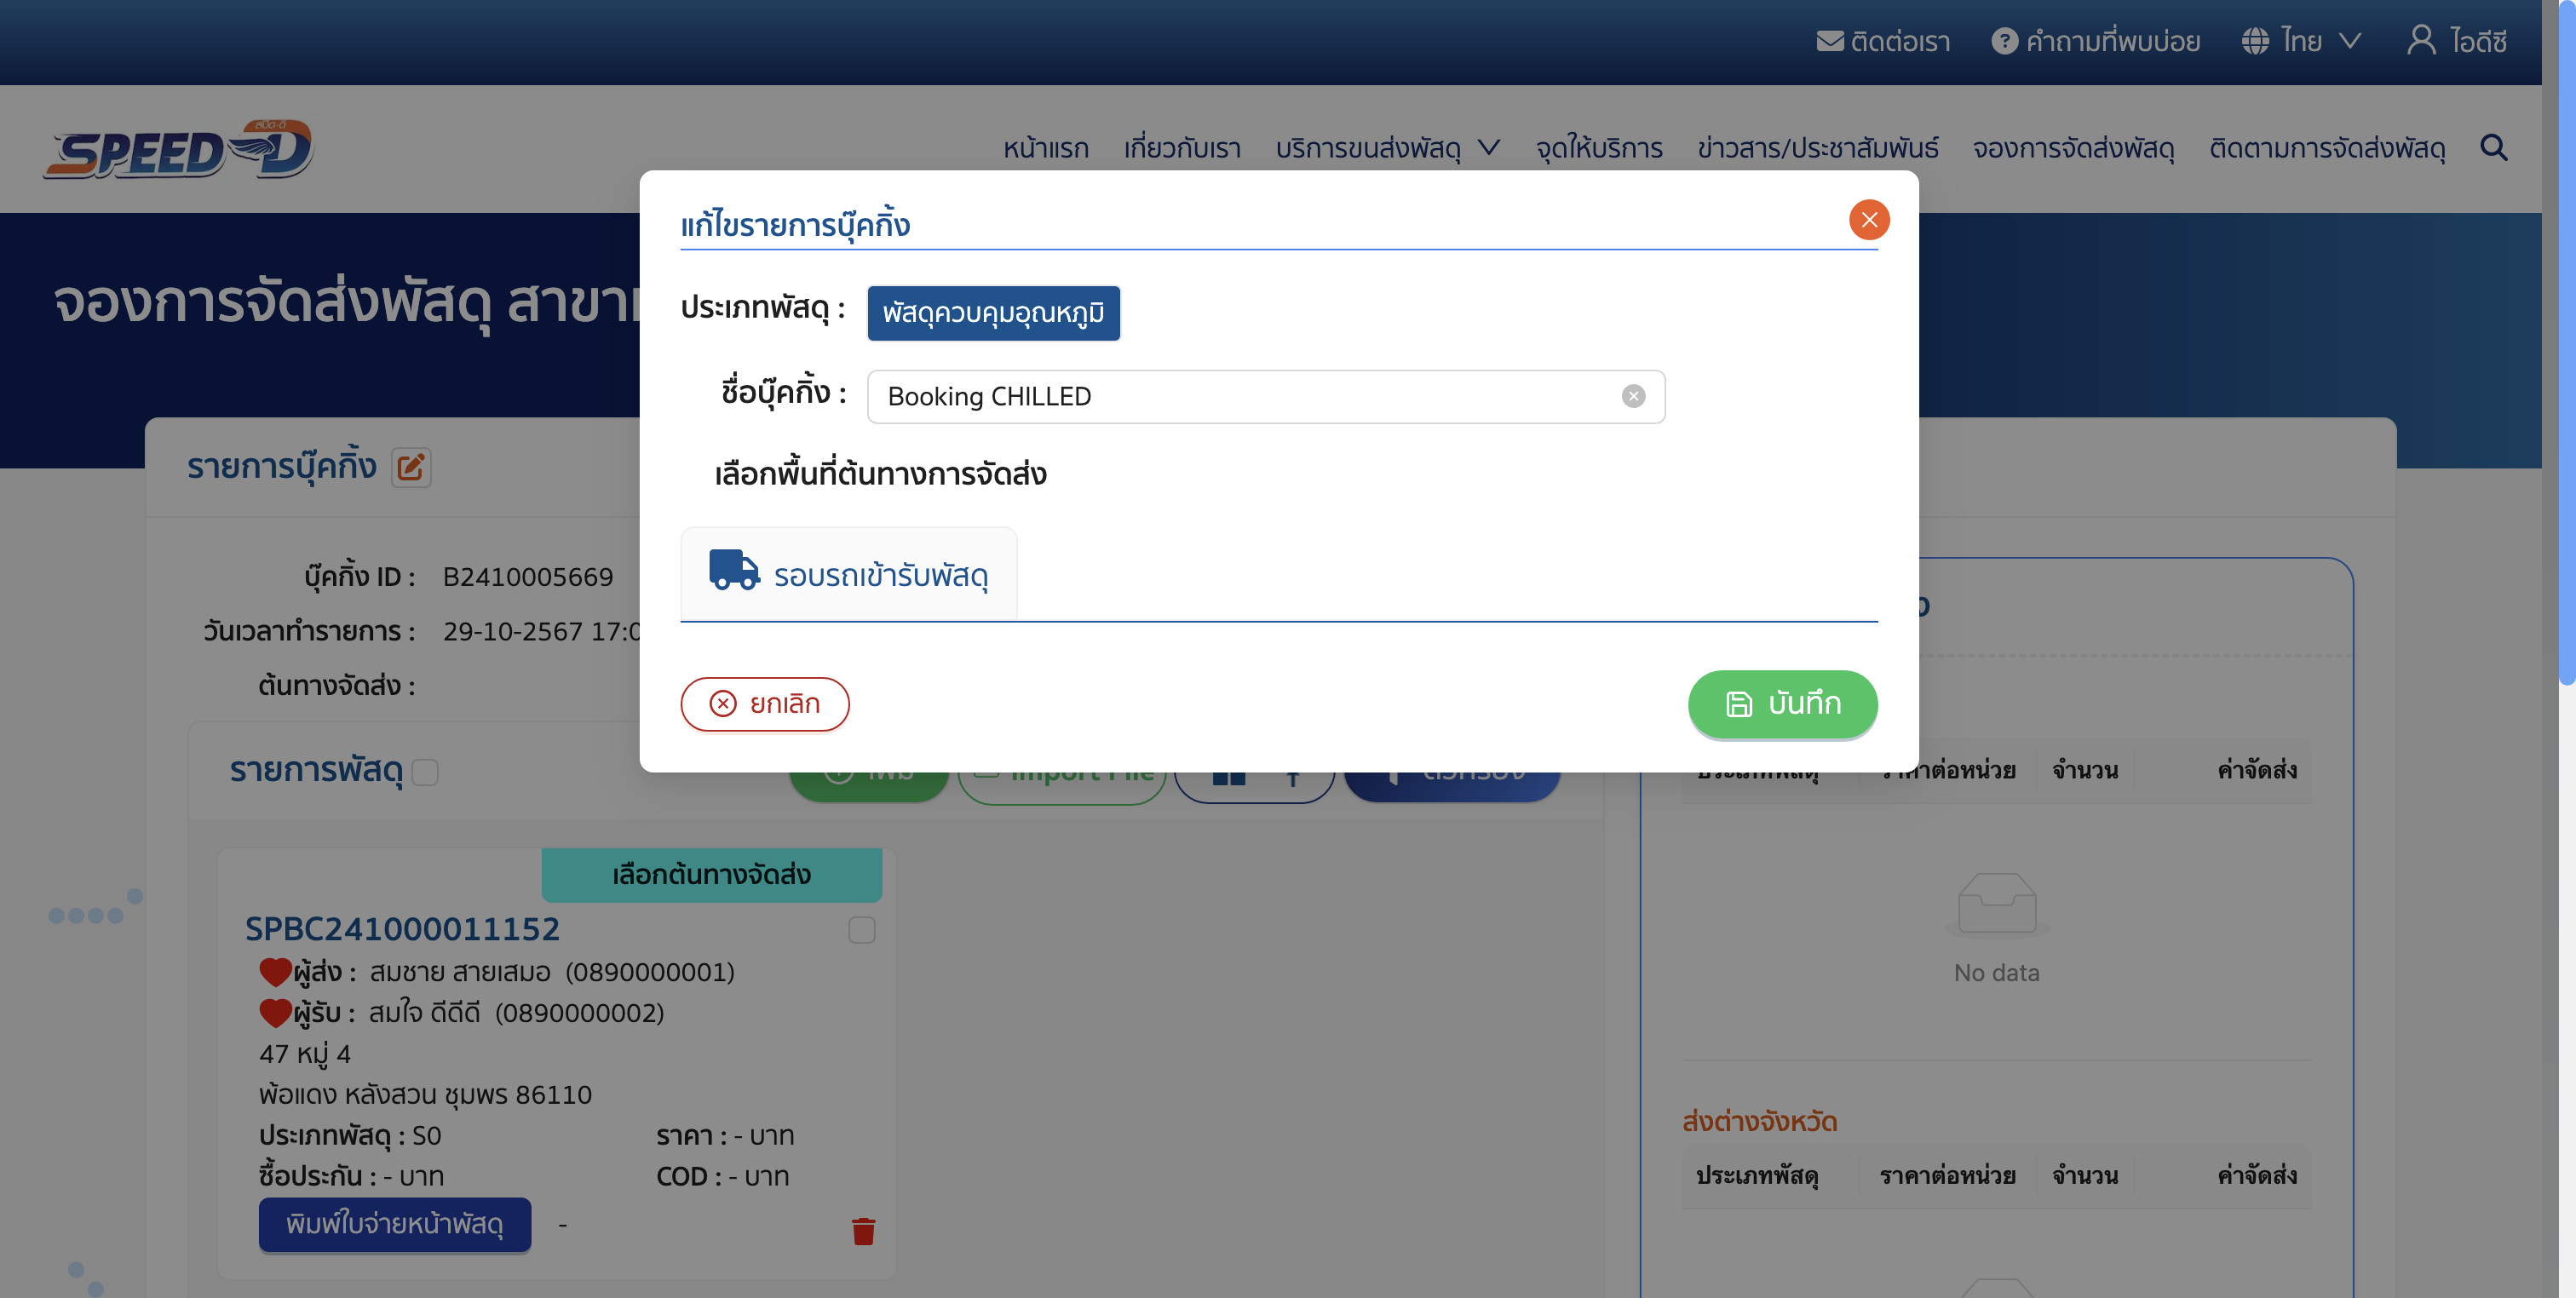 ติดต่อเรา
คำถามที่พบบ่อย
ไทย
ไอดีซี
สปีด-ดี
SPEED-D
หน้าแรก
เกี่ยวกับเรา
บริการขนส่งพัสดุ
จุดให้บริการ
ข่าวสาร/ประชาสัมพันธ์
จองการจัดส่งพัสดุ
ติดตามการจัดส่งพัสดุ
จองการจัดส่งพัสดุ
แก้ไขรายการบุ๊คกิ้ง
ประเภทพัสดุ :
พัสดุควบคุมอุณหภูมิ
ชื่อบุ๊คกิ้ง :
Booking CHILLED
เลือกพื้นที่ต้นทางการจัดส่ง
รอบรถเข้ารับพัสดุ
ยกเลิก
บันทึก
รายการบุ๊คกิ้ง
บุ๊คกิ้ง ID : B2410005669
วันเวลาทำรายการ : 29-10-2567
ต้นทางจัดส่ง :
รายการพัสดุ
Import File
เลือกต้นทางจัดส่ง
SPBC241000011152
ผู้ส่ง : สมชาย สายเสมอ (0890000001)
ผู้รับ : สมใจ ดีดีดี (0890000002)
47 หมู่ 4
พ้อแดง หลังสวน ชุมพร 86110
ประเภทพัสดุ : S0
ราคา : - บาท
ซื้อประกัน : - บาท
COD : - บาท
พิมพ์ใบจ่ายหน้าพัสดุ
-
ประเภทพัสดุ
ราคาต่อหน่วย
จำนวน
ค่าจัดส่ง
No data
ส่งต่างจังหวัด
ประเภทพัสดุ
ราคาต่อหน่วย
จำนวน
ค่าจัดส่ง